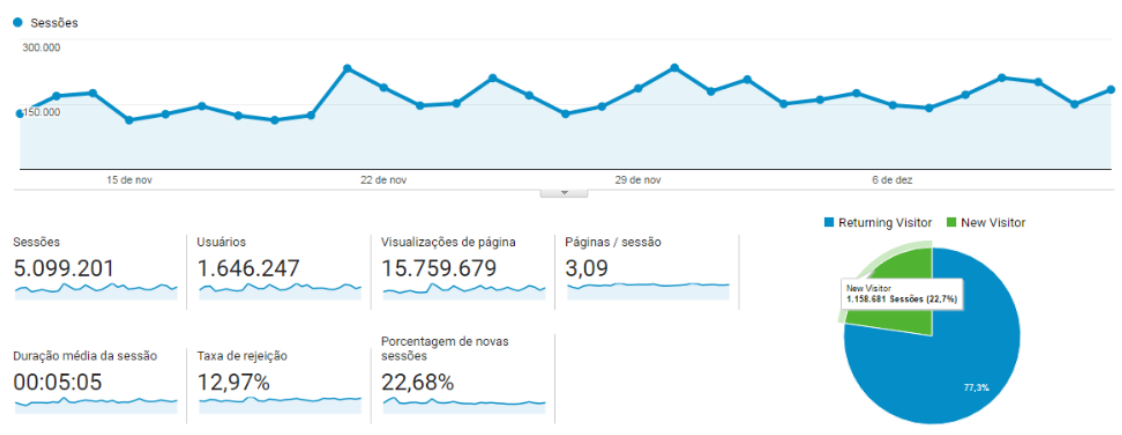 Sessões
300.000
150.000
15 de nov
22 de nov
29 de nov
6 de dez
Returning Visitor
New Visitor
Sessões
5.099.201
Usuários
1.646.247
Visualizações de página
15.759.679
Páginas / sessão
3,09
New Visitor
1.158.681 Sessões (22,7%)
77,3%
Duração média da sessão
00:05:05
Taxa de rejeição
12,97%
Porcentagem de novas
sessões
22,68%